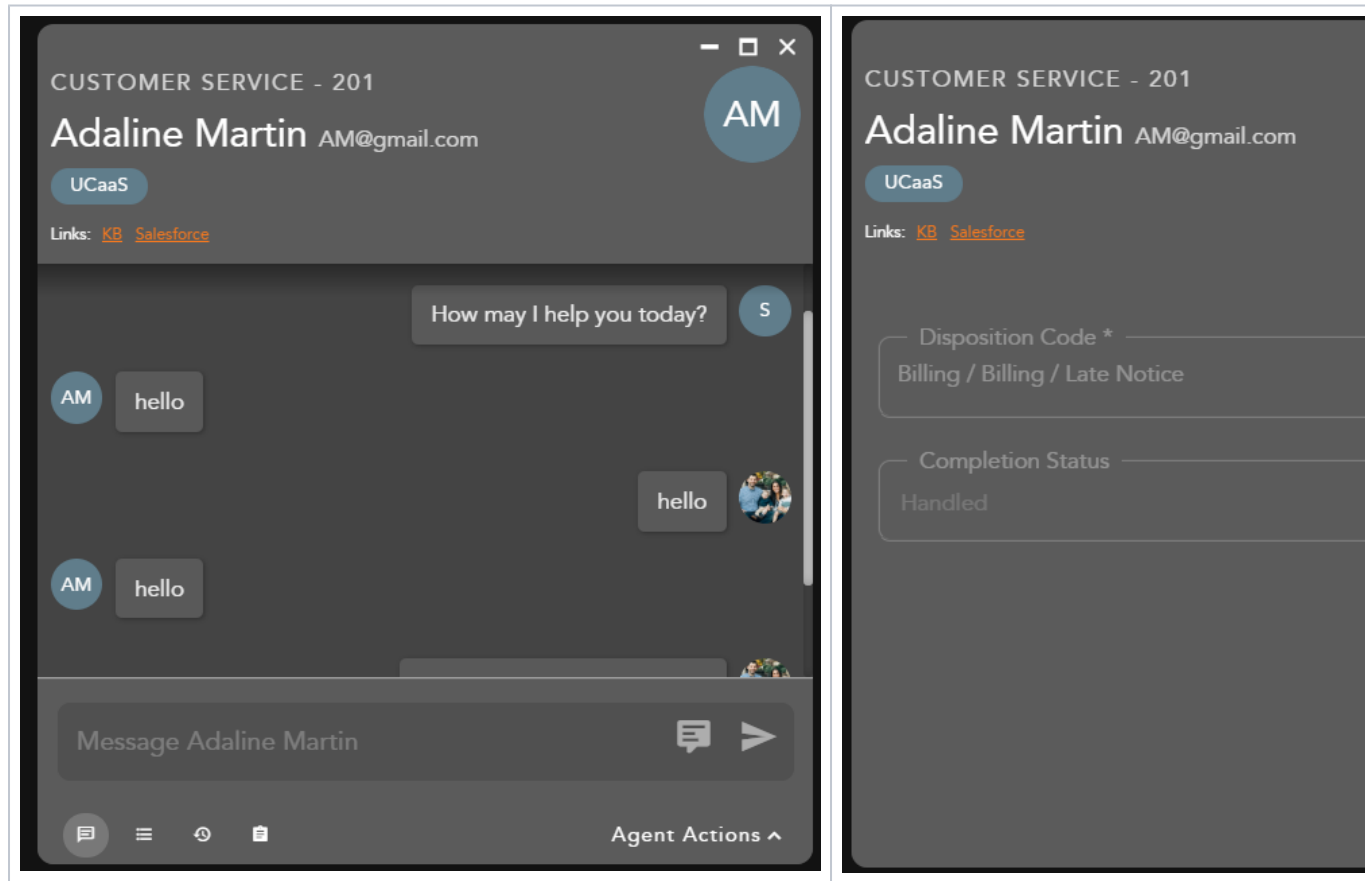 CUSTOMER SERVICE - 201
AM
Adaline Martin AM@gmail.com
UCaaS
Links: KB Salesforce
How may I help you today?
S
AM
hello
hello
AM
hello
Message Adaline Martin
Agent Actions
CUSTOMER SERVICE - 201
Adaline Martin AM@gmail.com
UCaaS
Links: KB Salesforce
Disposition Code *
Billing / Billing / Late Notice
Completion Status
Handled